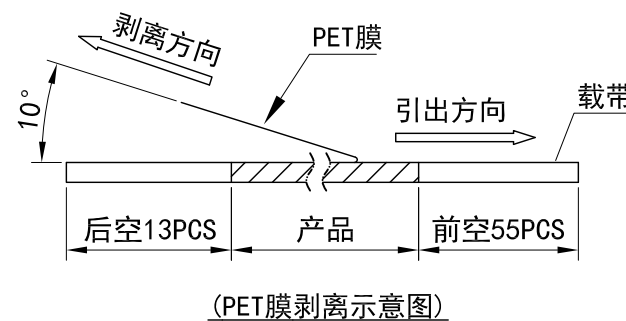 剥离方向
PET膜
10°
引出方向
载带
后空13PCS
产品
前空55PCS
(PET膜剥离示意图)